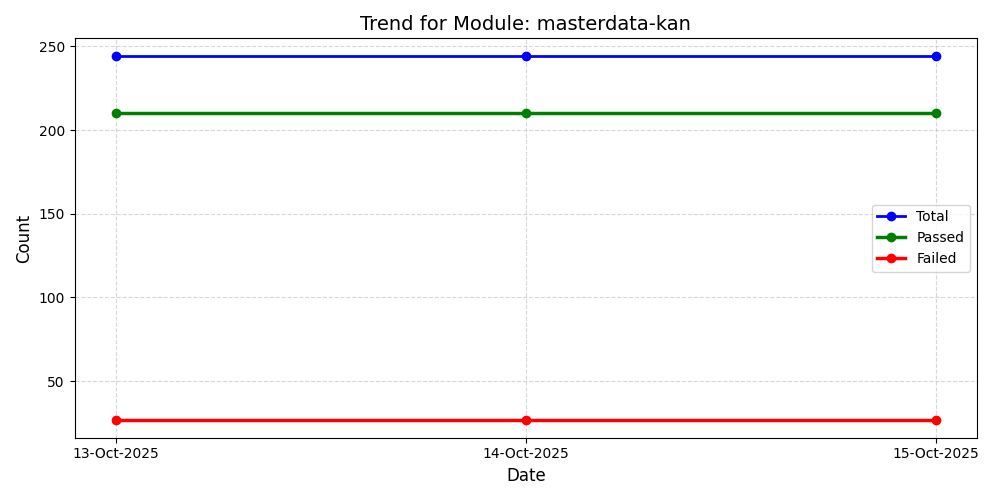 Trend for Module: masterdata-kan
250
200
150
100
50
Count
Total
Passed
Failed
13-Oct-2025
14-Oct-2025
15-Oct-2025
Date